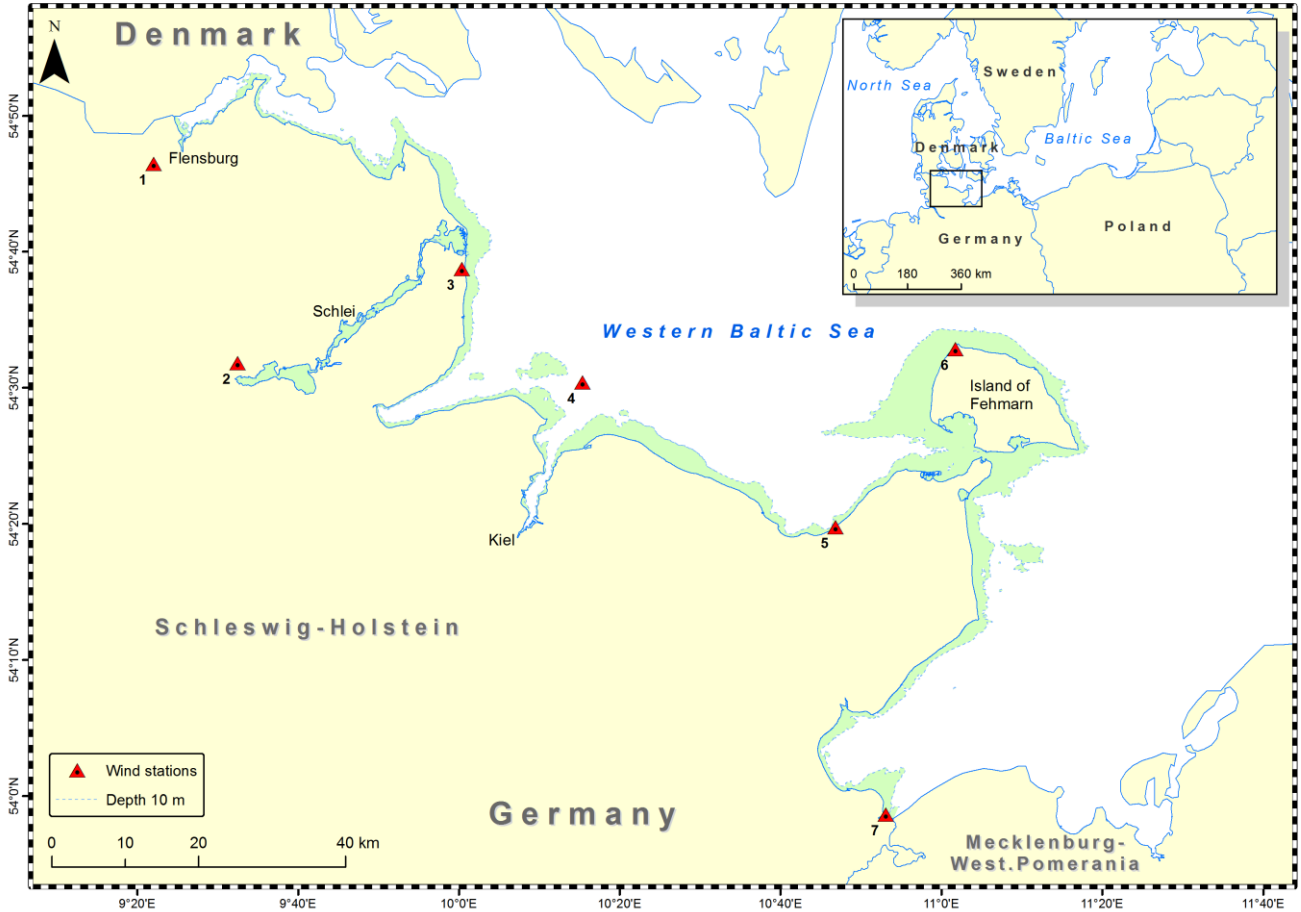 Denmark
N
Sweden
North Sea
Baltic Sea
Denmark
Poland
Germany
0 180 360 km
54°50'N
54°40'N
54°30'N
54°20'N
54°10'N
54°0'N
Flensburg
1
3
Schlei
2
Western Baltic Sea
6
Island of
Fehmarn
4
Kiel
5
Schleswig-Holstein
Wind stations
Depth 10 m
Germany
7
Mecklenburg-
West.Pomerania
0 10 20 40 km
9°20'E 9°40'E 10°0'E 10°20'E 10°40'E 11°0'E 11°20'E 11°40'E